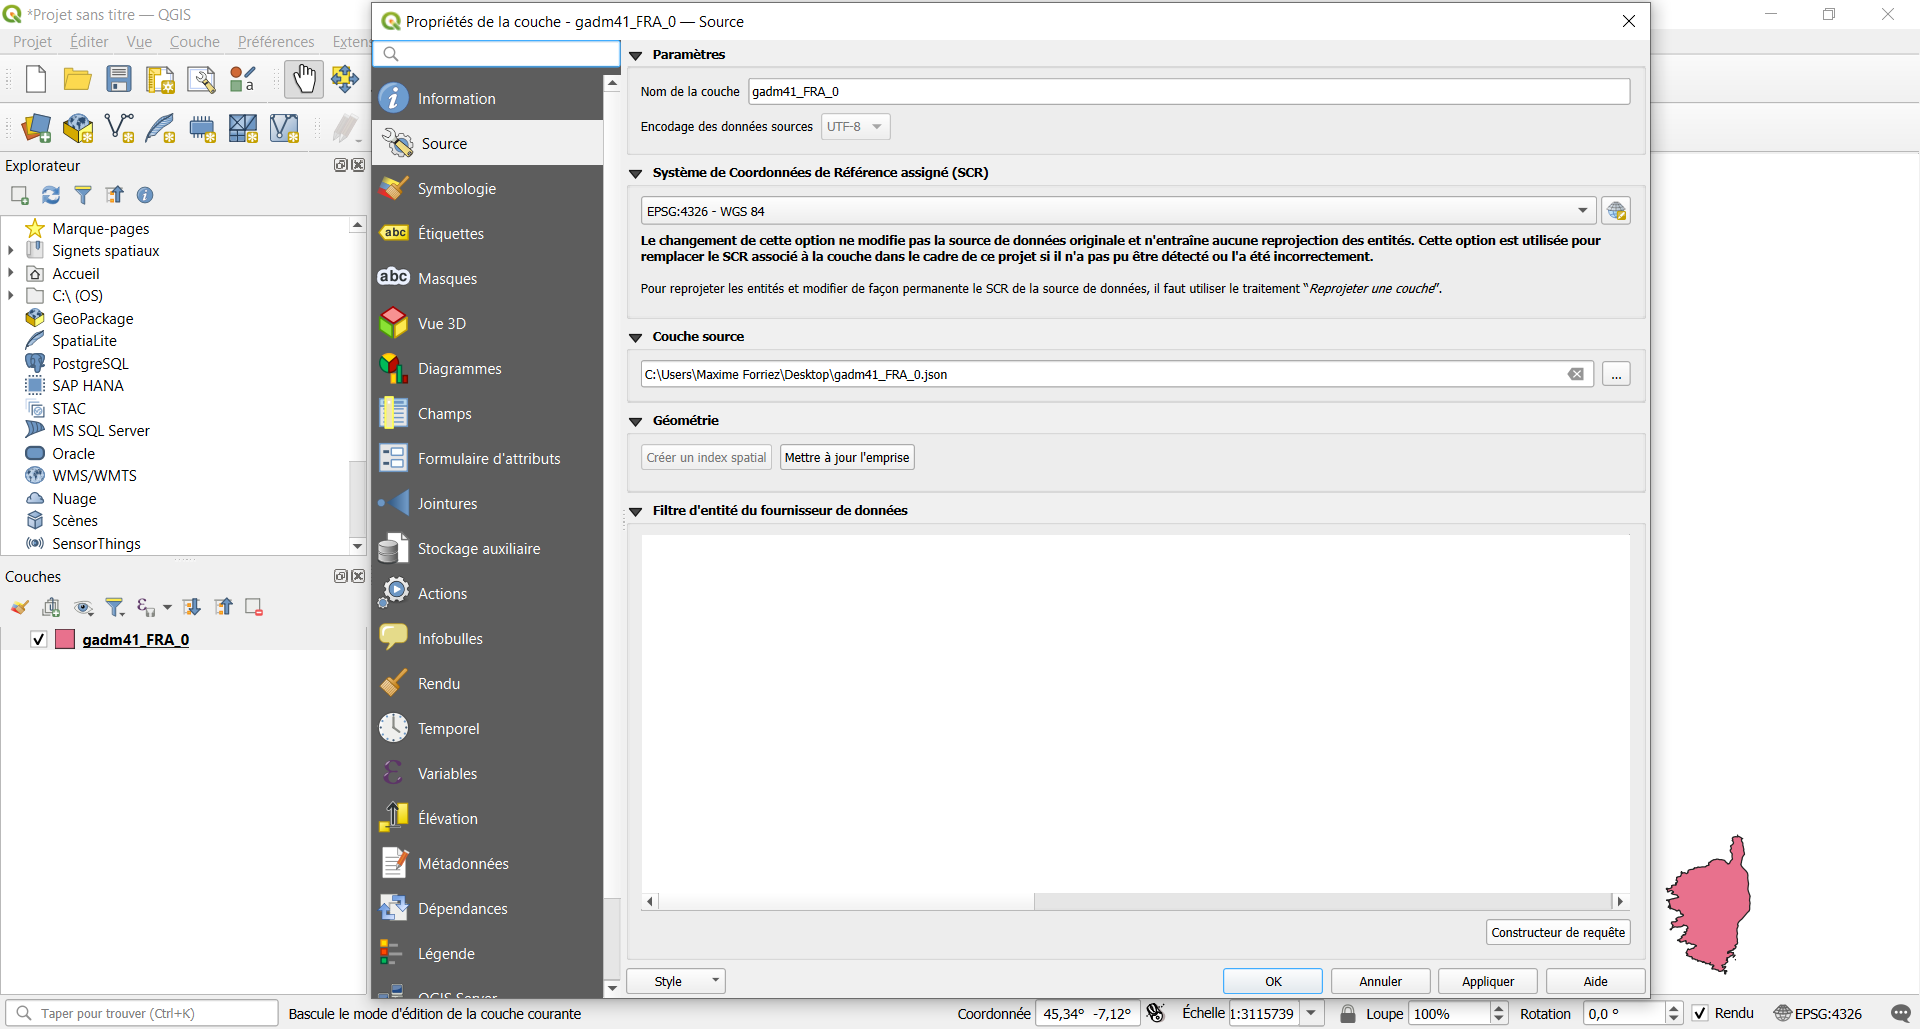 *Projet sans titre — QGIS
Projet Éditer Vue Couche Préférences Extens
Explorateur
Marque-pages
Signets spatiaux
Accueil
C:\ (OS)
GeoPackage
SpatiaLite
PostgreSQL
SAP HANA
STAC
MS SQL Server
Oracle
WMS/WMTS
Nuage
Scènes
SensorThings
Couches
gadm41_FRA_0
Propriétés de la couche - gadm41_FRA_0 — Source
Information
Source
Symbologie
abc Étiquettes
abc Masques
Vue 3D
Diagrammes
Champs
Formulaire d'attributs
Jointures
Stockage auxiliaire
Actions
Infobulles
Rendu
Temporel
Variables
Élévation
Métadonnées
Dépendances
Légende
QGIS Server
Paramètres
Nom de la couche gadm41_FRA_0
Encodage des données sources UTF-8
Système de Coordonnées de Référence assigné (SCR)
EPSG:4326 - WGS 84
Le changement de cette option ne modifie pas la source de données originale et n'entraîne aucune reprojection des entités. Cette option est utilisée pour
remplacer le SCR associé à la couche dans le cadre de ce projet si il n'a pas pu être détecté ou l'a été incorrectement.
Pour reprojeter les entités et modifier de façon permanente le SCR de la source de données, il faut utiliser le traitement “Reprojeter une couche”.
Couche source
C:\Users\Maxime Forriez\Desktop\gadm41_FRA_0.json ...
Géométrie
Créer un index spatial Mettre à jour l'emprise
Filtre d'entité du fournisseur de données
Constructeur de requête
Style OK Annuler Appliquer Aide
Taper pour trouver (Ctrl+K) Bascule le mode d'édition de la couche courante Coordonnée 45,34° -7,12° Échelle 1:3115739 Loupe 100% Rotation 0,0 ° Rendu EPSG:4326